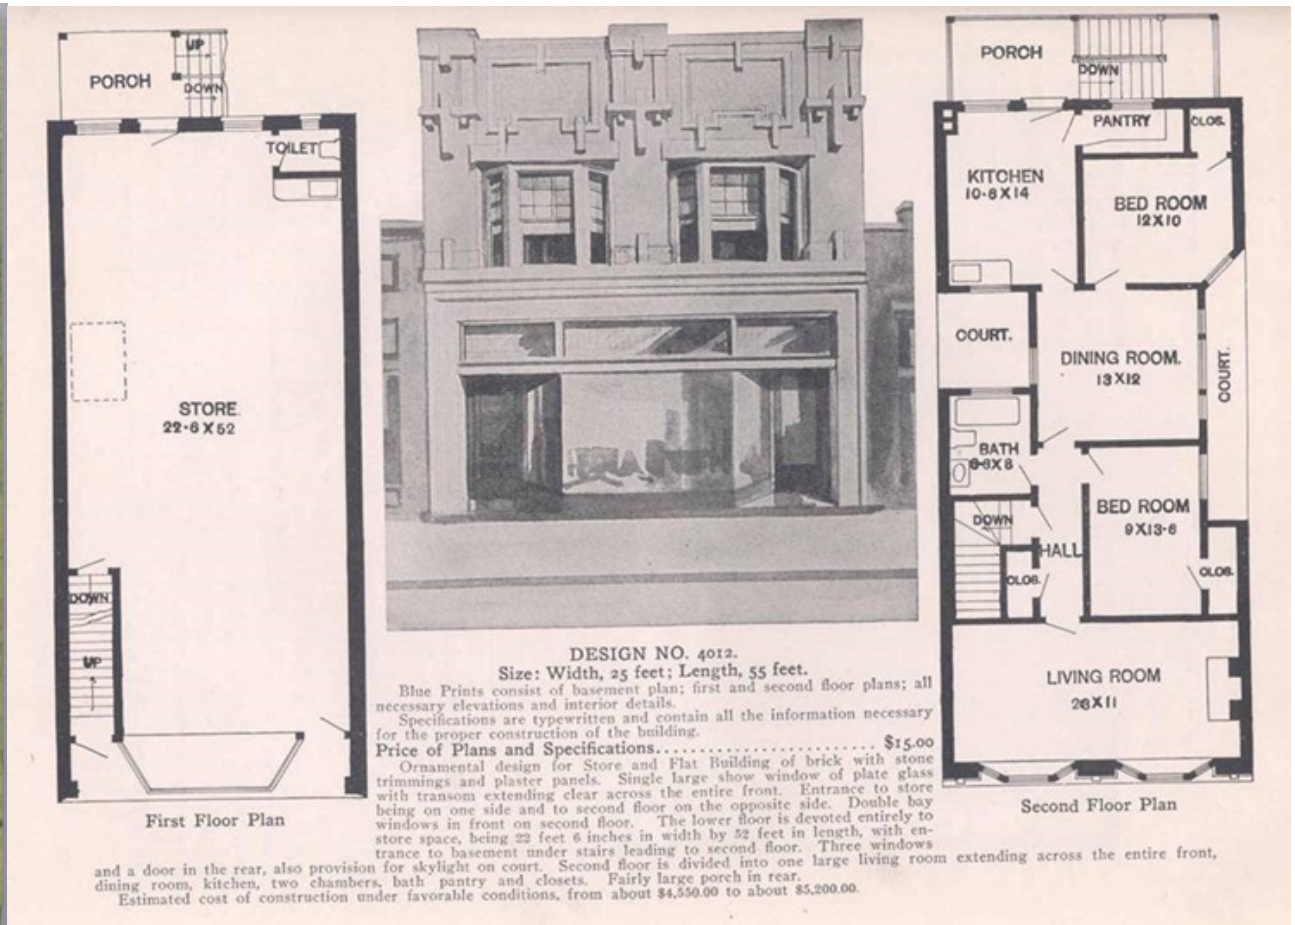 PORCH
UP
DOWN
TOILET
STORE.
22-6 X 52
DOWN
UP
First Floor Plan
PORCH
DOWN
PANTRY
CLOS.
KITCHEN
10-6 X 14
BED ROOM
12 X 10
COURT.
DINING ROOM.
13 X 12
COURT.
BATH
BED ROOM
9 X 13-6
DOWN
HALL
CLOS.
CLOS.
LIVING ROOM
Second Floor Plan
DESIGN NO. 4012.
Size: Width, 25 feet; Length, 55 feet.
Blue Prints consist of basement plan; first and second floor plans; all
necessary elevations and interior details.
Specifications are typewritten and contain all the information necessary
for the proper construction of the building.
Price of Plans and Specifications........................ $15.00
Ornamental design for Store and Flat Building of brick with stone
trimmings and plaster panels. Single large show window of plate glass
with transom extending clear across the entire front. Entrance to store
being on one side and to second floor on the opposite side. Double bay
windows in front on second floor. The lower floor is devoted entirely to
store space, being 22 feet 6 inches in width by 52 feet in length, with en-
trance to basement under stairs leading to second floor. Three windows
and a door in the rear, also provision for skylight on court. Second floor is divided into one large living room extending across the entire front,
dining room, kitchen, two chambers, bath pantry and closets. Fairly large porch in rear.
Estimated cost of construction under favorable conditions, from about $4,550.00 to about $5,200.00.